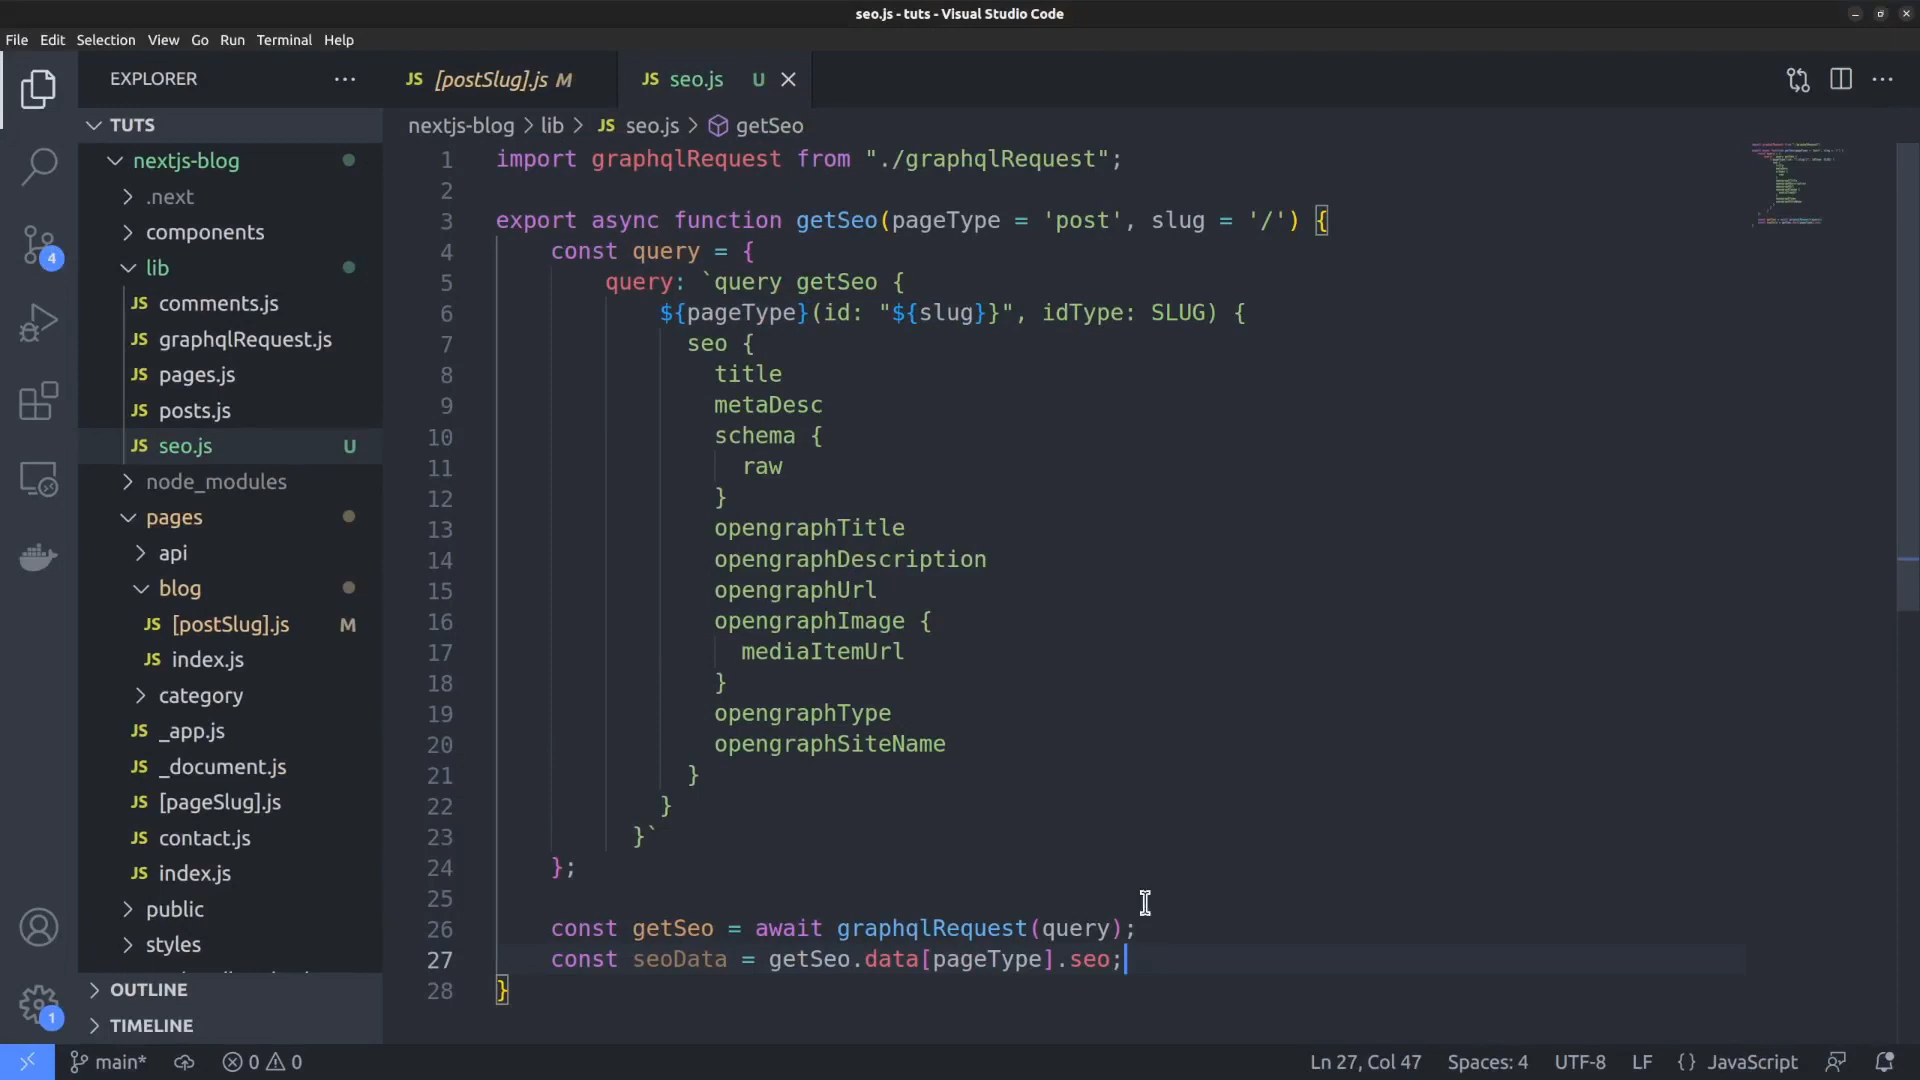 seo.js - tuts - Visual Studio Code
File Edit Selection View Go Run Terminal Help
EXPLORER
JS [postSlug].js M
JS seo.js U
TUTS
nextjs-blog
.next
components
lib
JS comments.js
JS graphqlRequest.js
JS pages.js
JS posts.js
JS seo.js U
node_modules
pages
api
blog
JS [postSlug].js M
JS index.js
category
JS _app.js
JS _document.js
JS [pageSlug].js
JS contact.js
JS index.js
public
styles
OUTLINE
TIMELINE
4
1
nextjs-blog > lib > JS seo.js > getSeo
1 import graphqlRequest from "./graphqlRequest";
2
3 export async function getSeo(pageType = 'post', slug = '/') {
4 const query = {
5 query: `query getSeo {
6 ${pageType}(id: "${slug}}", idType: SLUG) {
7 seo {
8 title
9 metaDesc
10 schema {
11 raw
12 }
13 opengraphTitle
14 opengraphDescription
15 opengraphUrl
16 opengraphImage {
17 mediaItemUrl
18 }
19 opengraphType
20 opengraphSiteName
21 }
22 }
23 }`
24 };
25
26 const getSeo = await graphqlRequest(query);
27 const seoData = getSeo.data[pageType].seo;
28 }
main* 0 0 Ln 27, Col 47 Spaces: 4 UTF-8 LF {} JavaScript